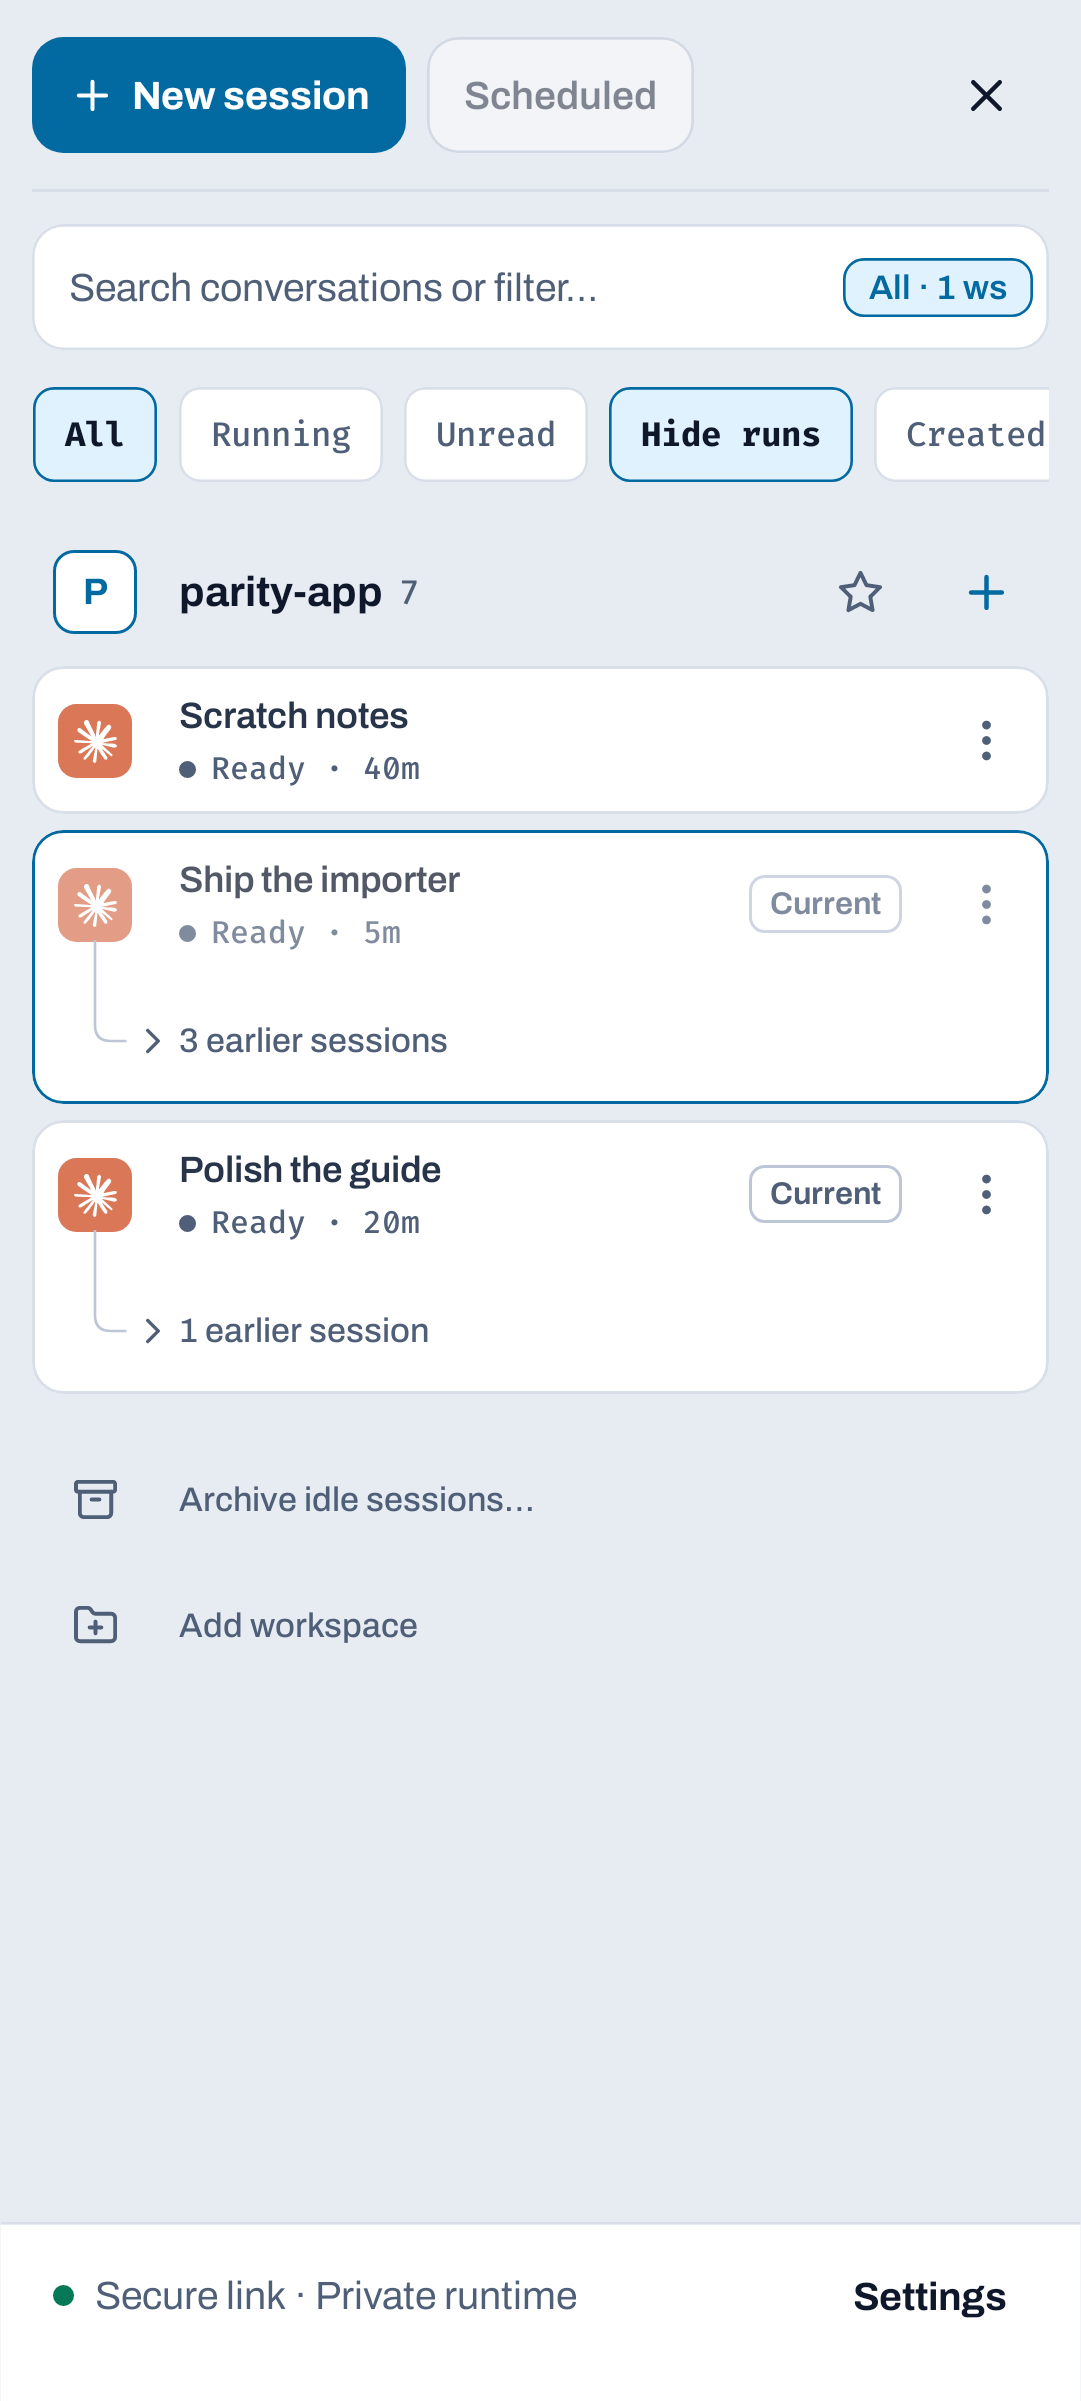 New session
Scheduled
Search conversations or filter...
All · 1 ws
All
Running
Unread
Hide runs
Created
P
parity-app 7
Scratch notes
Ready · 40m
Ship the importer
Ready · 5m
Current
3 earlier sessions
Polish the guide
Ready · 20m
Current
1 earlier session
Archive idle sessions...
Add workspace
Secure link · Private runtime
Settings